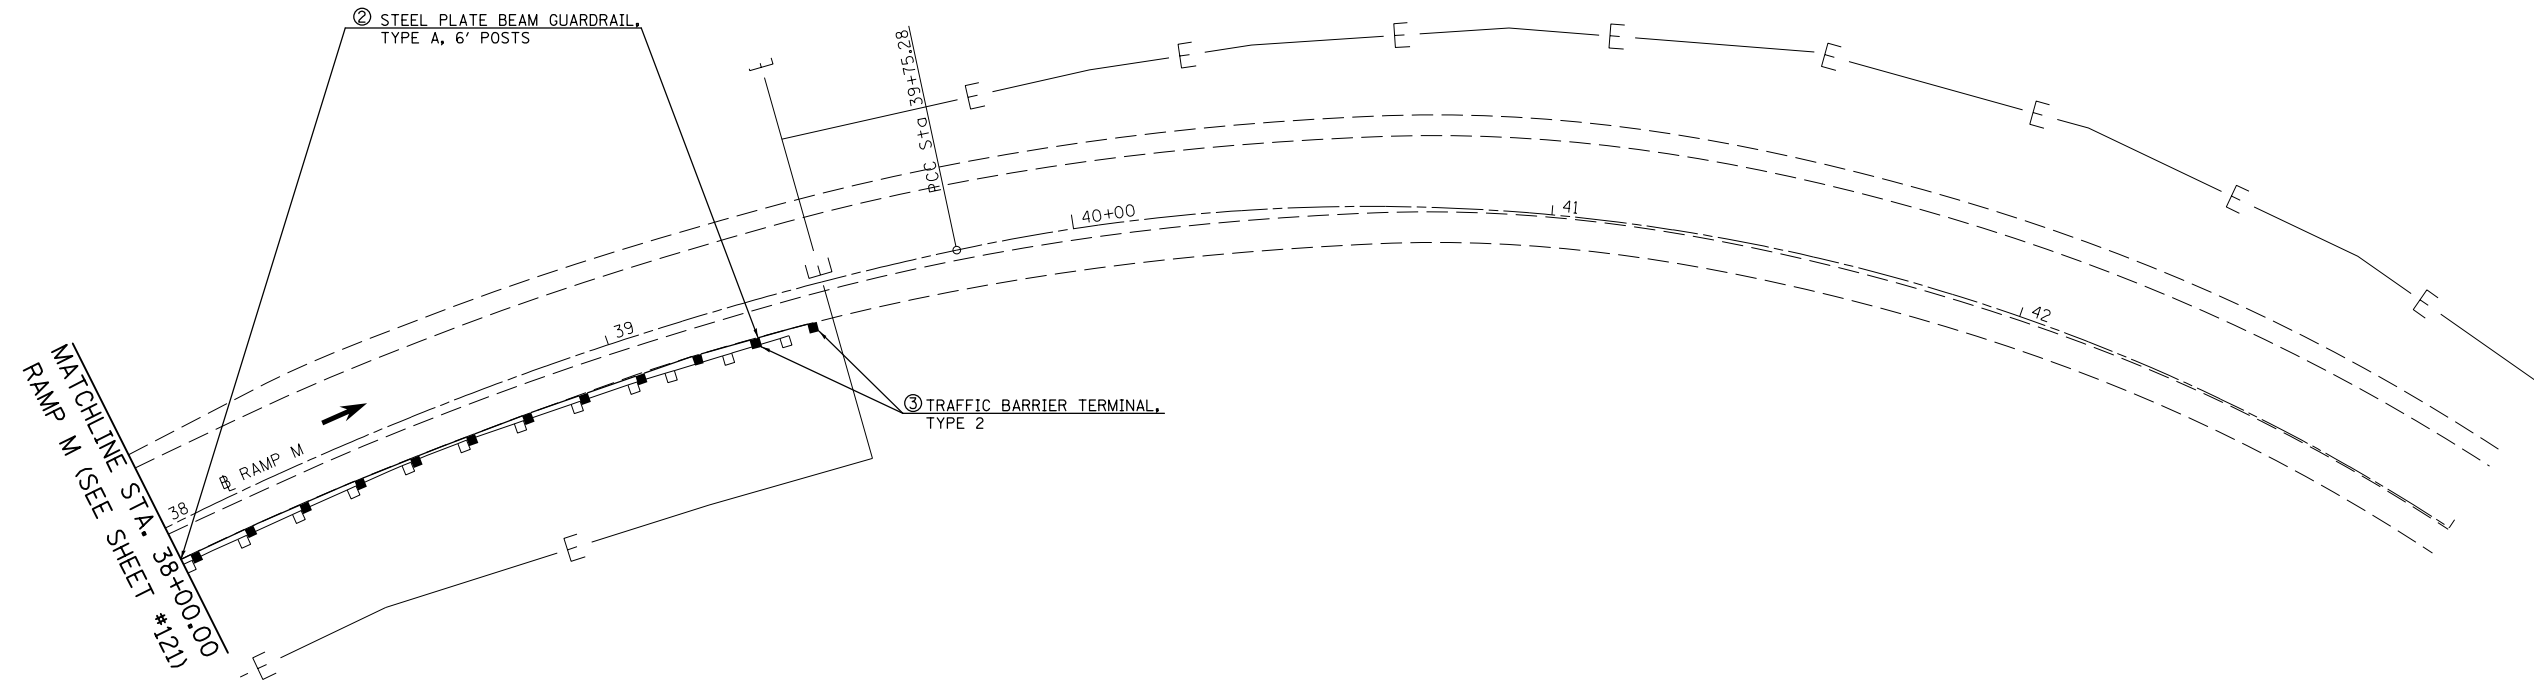 ② STEEL PLATE BEAM GUARDRAIL,
TYPE A, 6' POSTS
E
E
E
E
E
E
E
E
E
PCC Sta 39+75.28
40+00
41
42
E
39
③ TRAFFIC BARRIER TERMINAL,
TYPE 2
MATCHLINE STA. 38+00.00
RAMP M (SEE SHEET #121)
38
B RAMP M
E
E